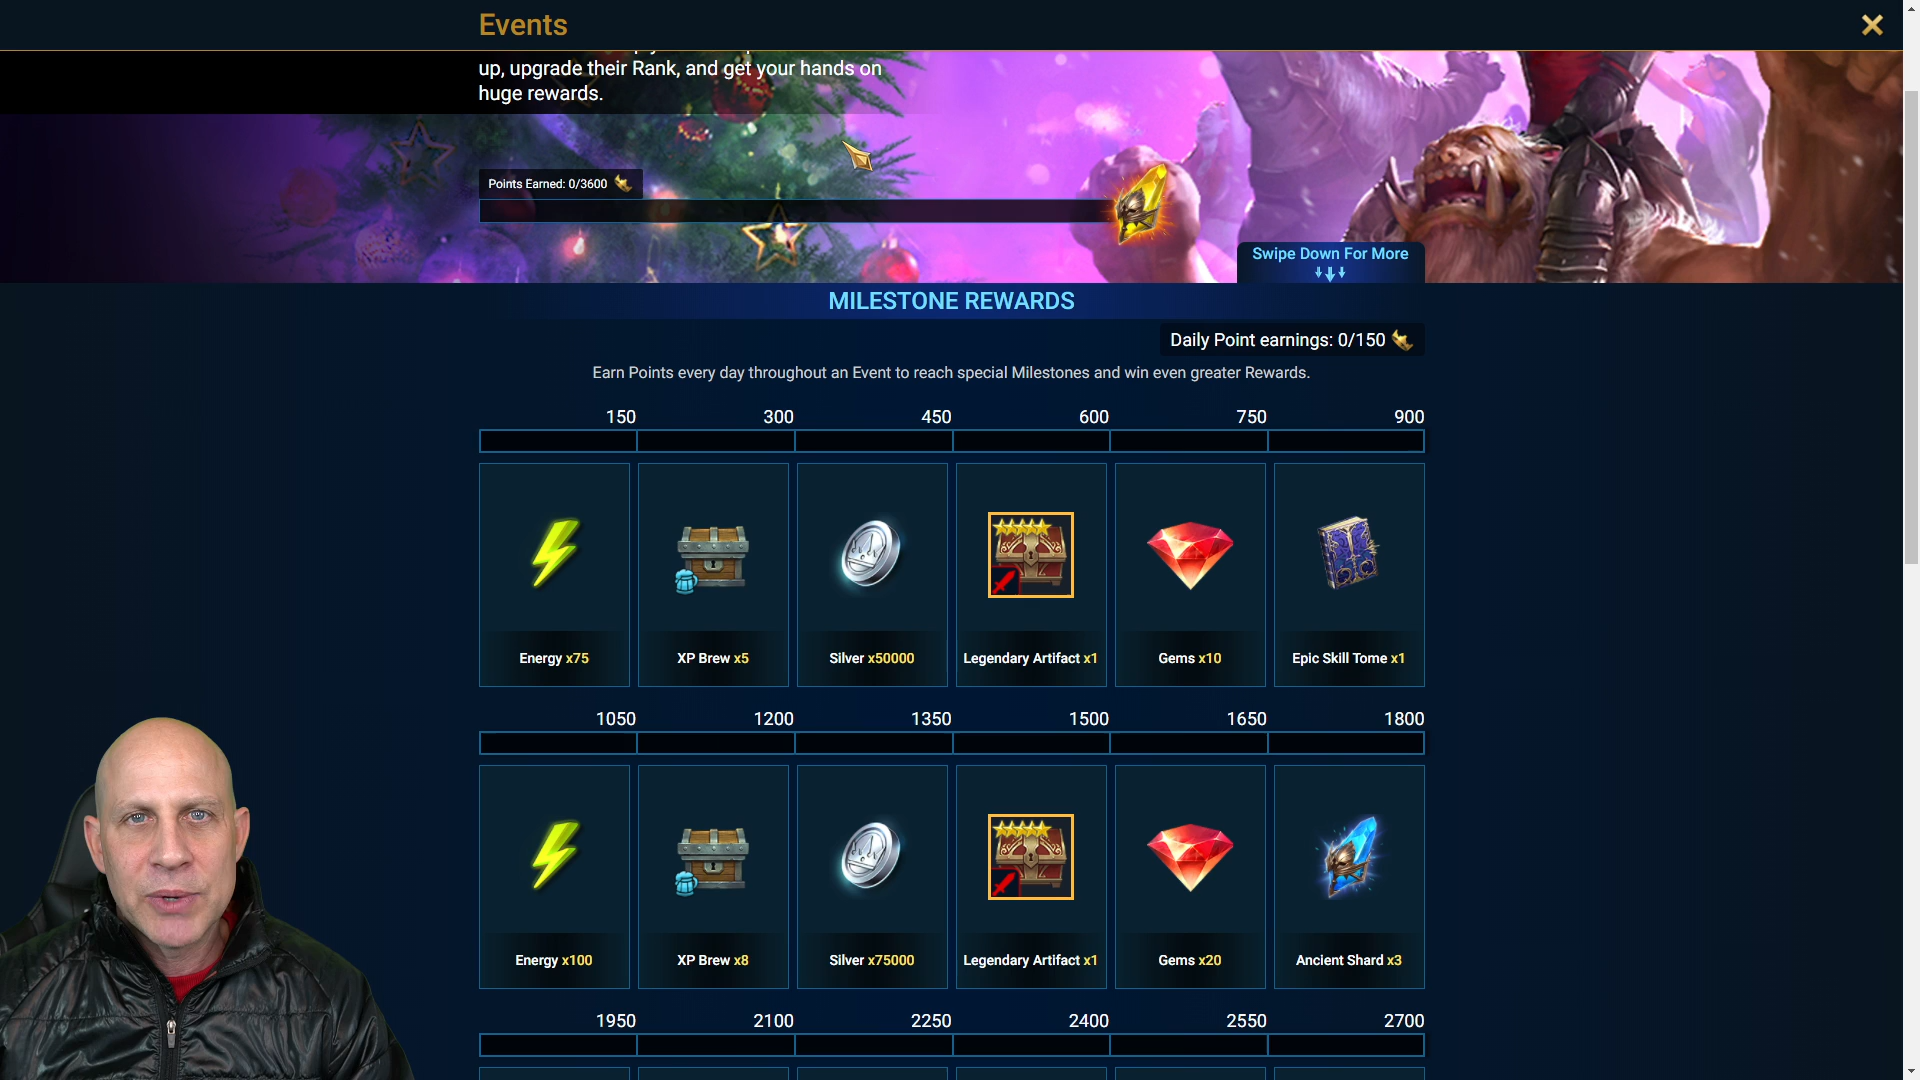 Events
up, upgrade their Rank, and get your hands on
huge rewards.
Points Earned: 0/3600
Swipe Down For More
MILESTONE REWARDS
Daily Point earnings: 0/150
Earn Points every day throughout an Event to reach special Milestones and win even greater Rewards.
150 300 450 600 750 900
Energy x75 XP Brew x5 Silver x50000 Legendary Artifact x1 Gems x10 Epic Skill Tome x1
1050 1200 1350 1500 1650 1800
Energy x100 XP Brew x8 Silver x75000 Legendary Artifact x1 Gems x20 Ancient Shard x3
1950 2100 2250 2400 2550 2700